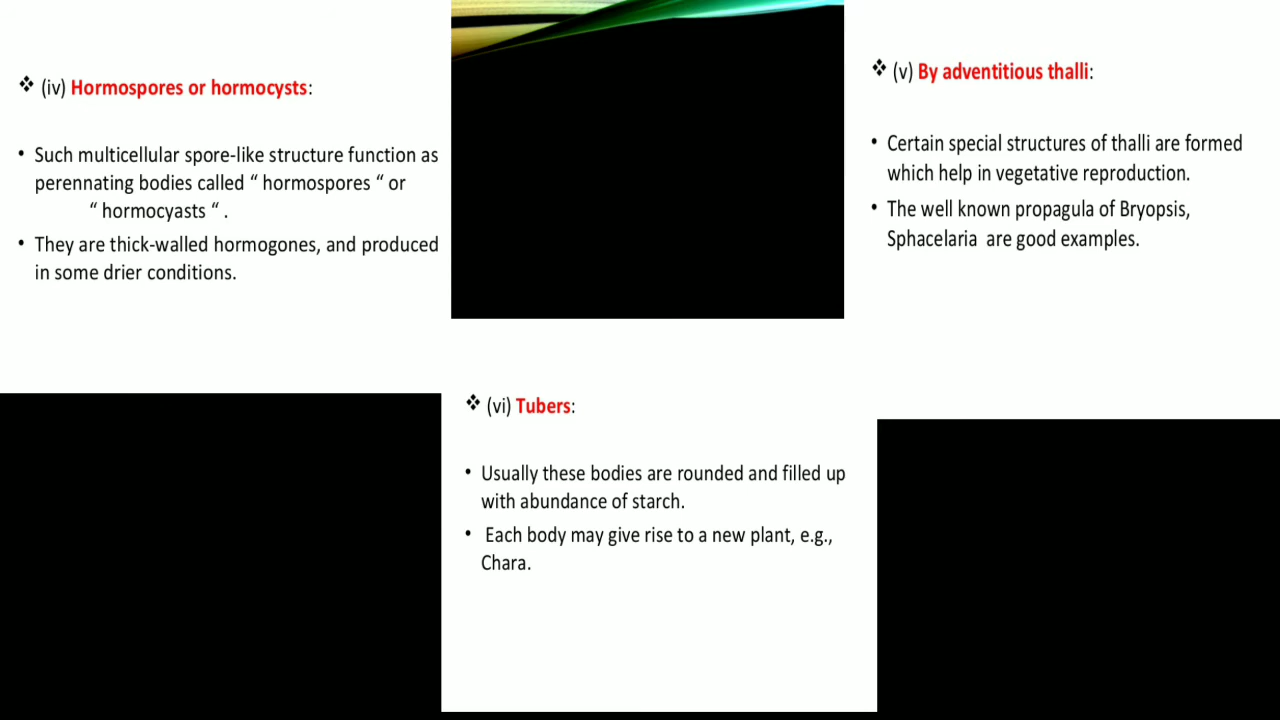 ❖ (iv) Hormospores or hormocysts:
• Such multicellular spore-like structure function as
perennating bodies called “ hormospores “ or
“ hormocyasts “ .
• They are thick-walled hormogones, and produced
in some drier conditions.
❖ (v) By adventitious thalli:
• Certain special structures of thalli are formed
which help in vegetative reproduction.
• The well known propagula of Bryopsis,
Sphacelaria are good examples.
❖ (vi) Tubers:
• Usually these bodies are rounded and filled up
with abundance of starch.
• Each body may give rise to a new plant, e.g.,
Chara.